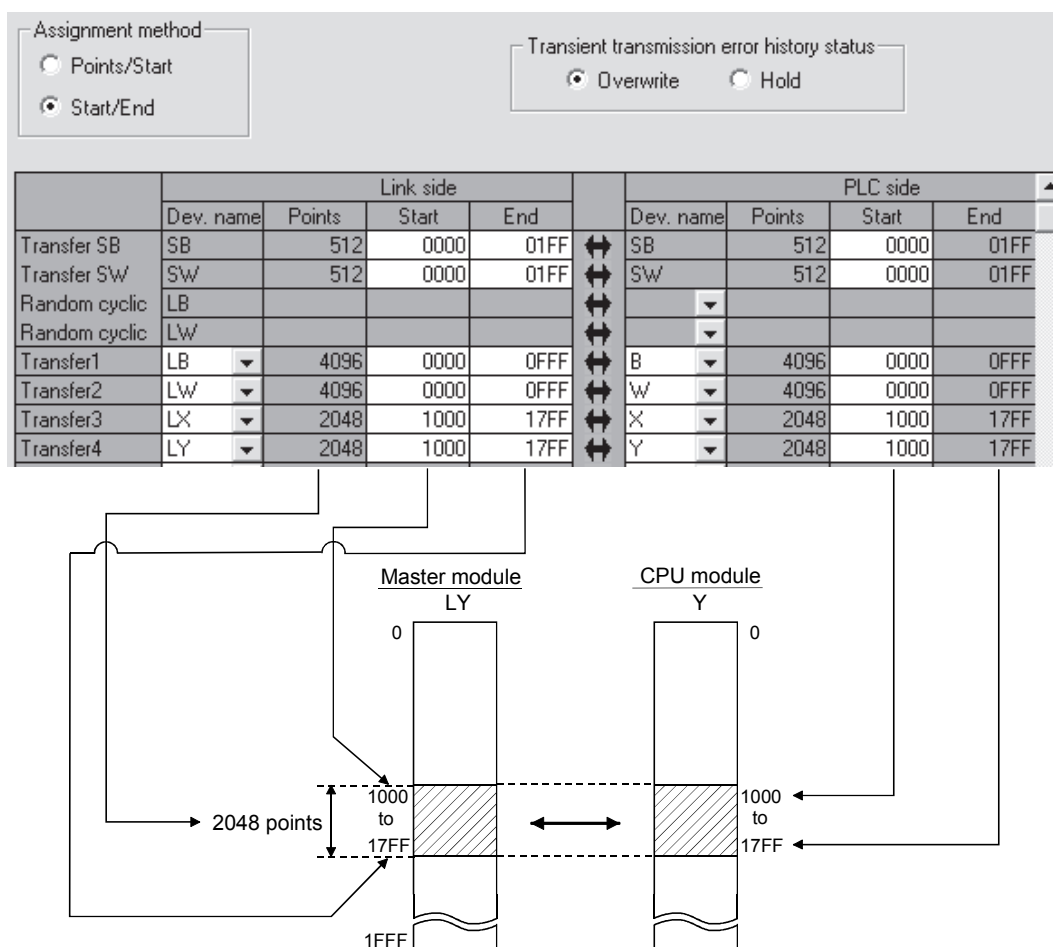 Assignment method
Points/Start
Start/End
Transient transmission error history status
Overwrite Hold
Link side PLC side
Dev. name Points Start End Dev. name Points Start End
Transfer SB SB 512 0000 01FF SB 512 0000 01FF
Transfer SW SW 512 0000 01FF SW 512 0000 01FF
Random cyclic LB
Random cyclic LW
Transfer1 LB 4096 0000 0FFF B 4096 0000 0FFF
Transfer2 LW 4096 0000 0FFF W 4096 0000 0FFF
Transfer3 LX 2048 1000 17FF X 2048 1000 17FF
Transfer4 LY 2048 1000 17FF Y 2048 1000 17FF
Master module CPU module
LY Y
0 0
1000 1000
2048 points to to
17FF 17FF
1FFF